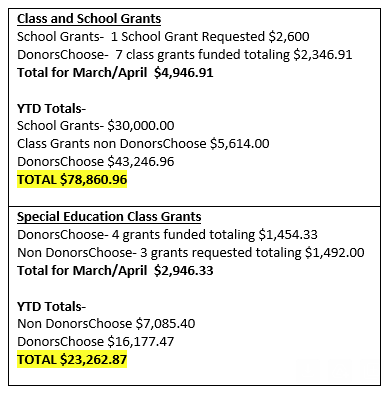 Class and School Grants
School Grants-  1 School Grant Requested $2,600
DonorsChoose-  7 class grants funded totaling $2,346.91
Total for March/April  $4,946.91
YTD Totals-
School Grants- $30,000.00
Class Grants non DonorsChoose $5,614.00
DonorsChoose $43,246.96
TOTAL $78,860.96
Special Education Class Grants
DonorsChoose- 4 grants funded totaling $1,454.33
Non DonorsChoose- 3 grants requested totaling $1,492.00
Total for March/April  $2,946.33
YTD Totals-
Non DonorsChoose $7,085.40
DonorsChoose $16,177.47
TOTAL $23,262.87